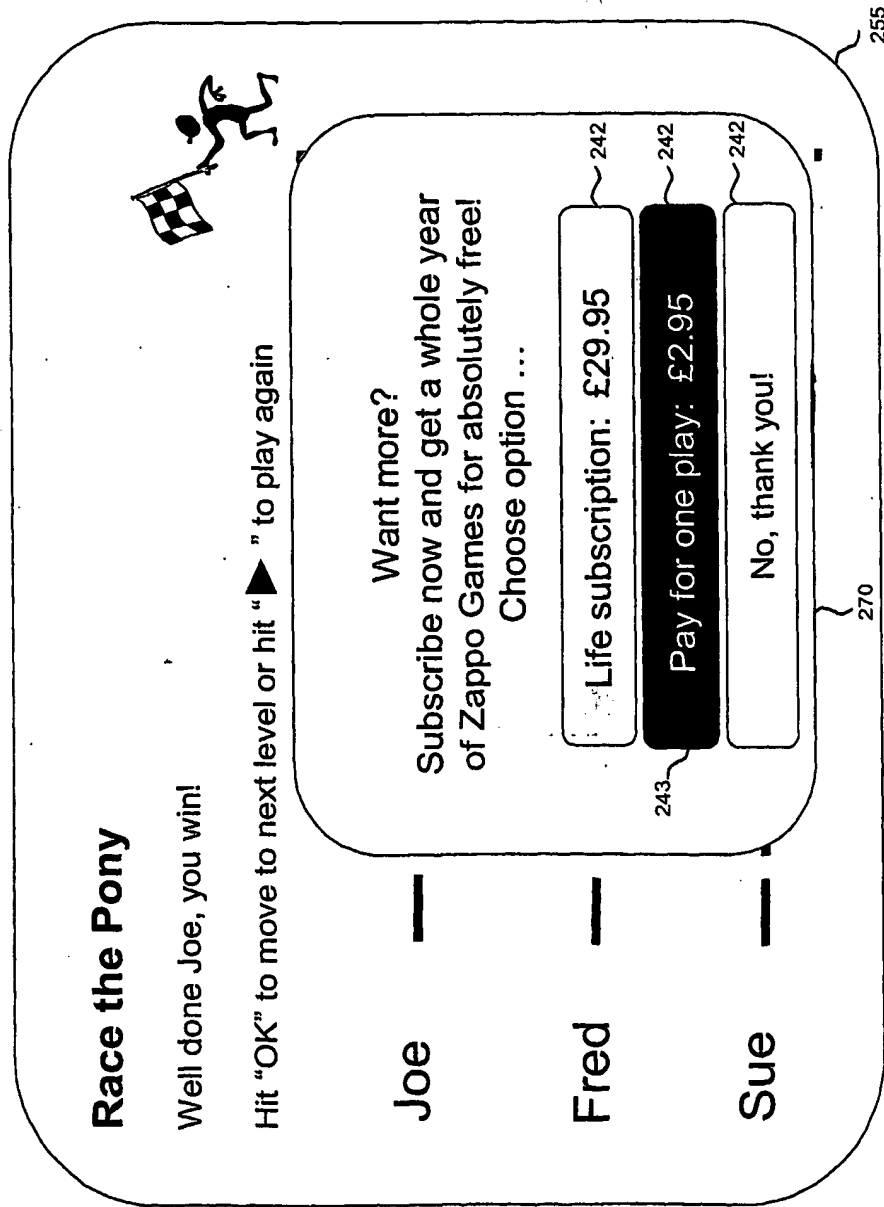 Race the Pony
Well done Joe, you win!
Hit “OK” to move to next level or hit “▶” to play again
Joe
Fred
Sue
Want more?
Subscribe now and get a whole year
of Zappo Games for absolutely free!
Choose option ...
Life subscription: £29.95
242
243
Pay for one play: £2.95
242
No, thank you!
242
270
255